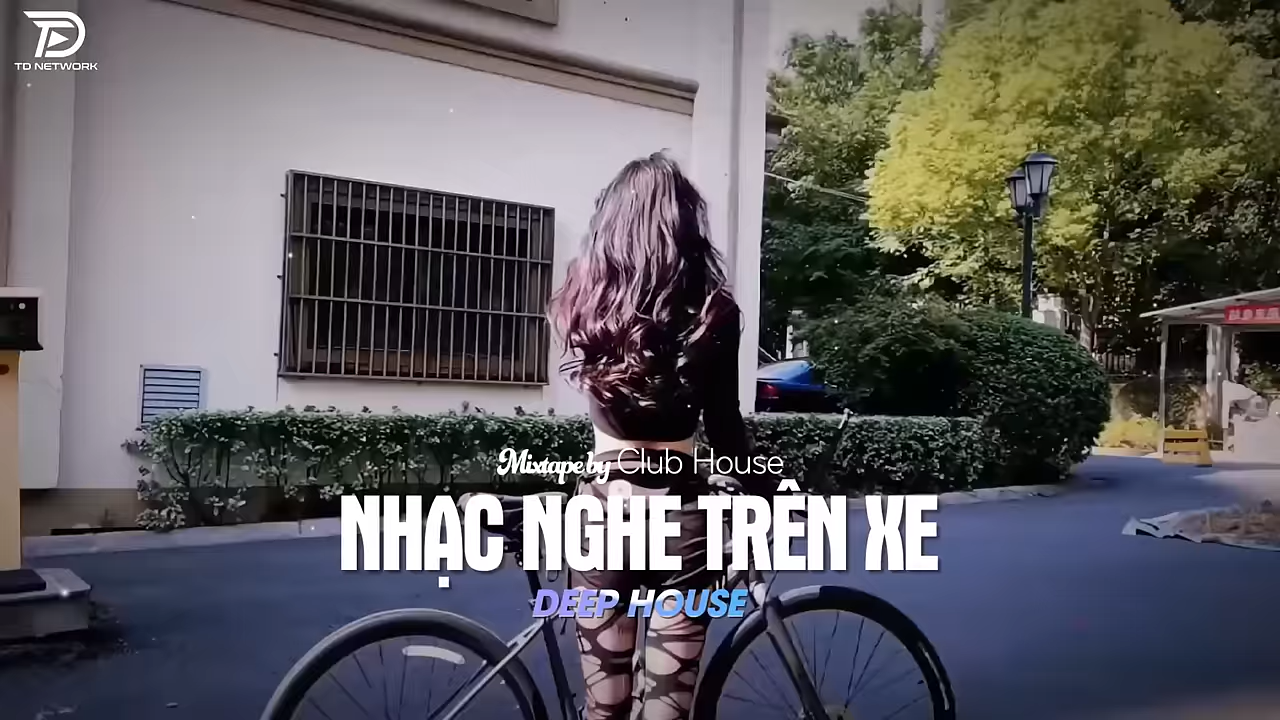 TD NETWORK
Mixtape by Club House
NHẠC NGHE TRÊN XE
DEEP HOUSE